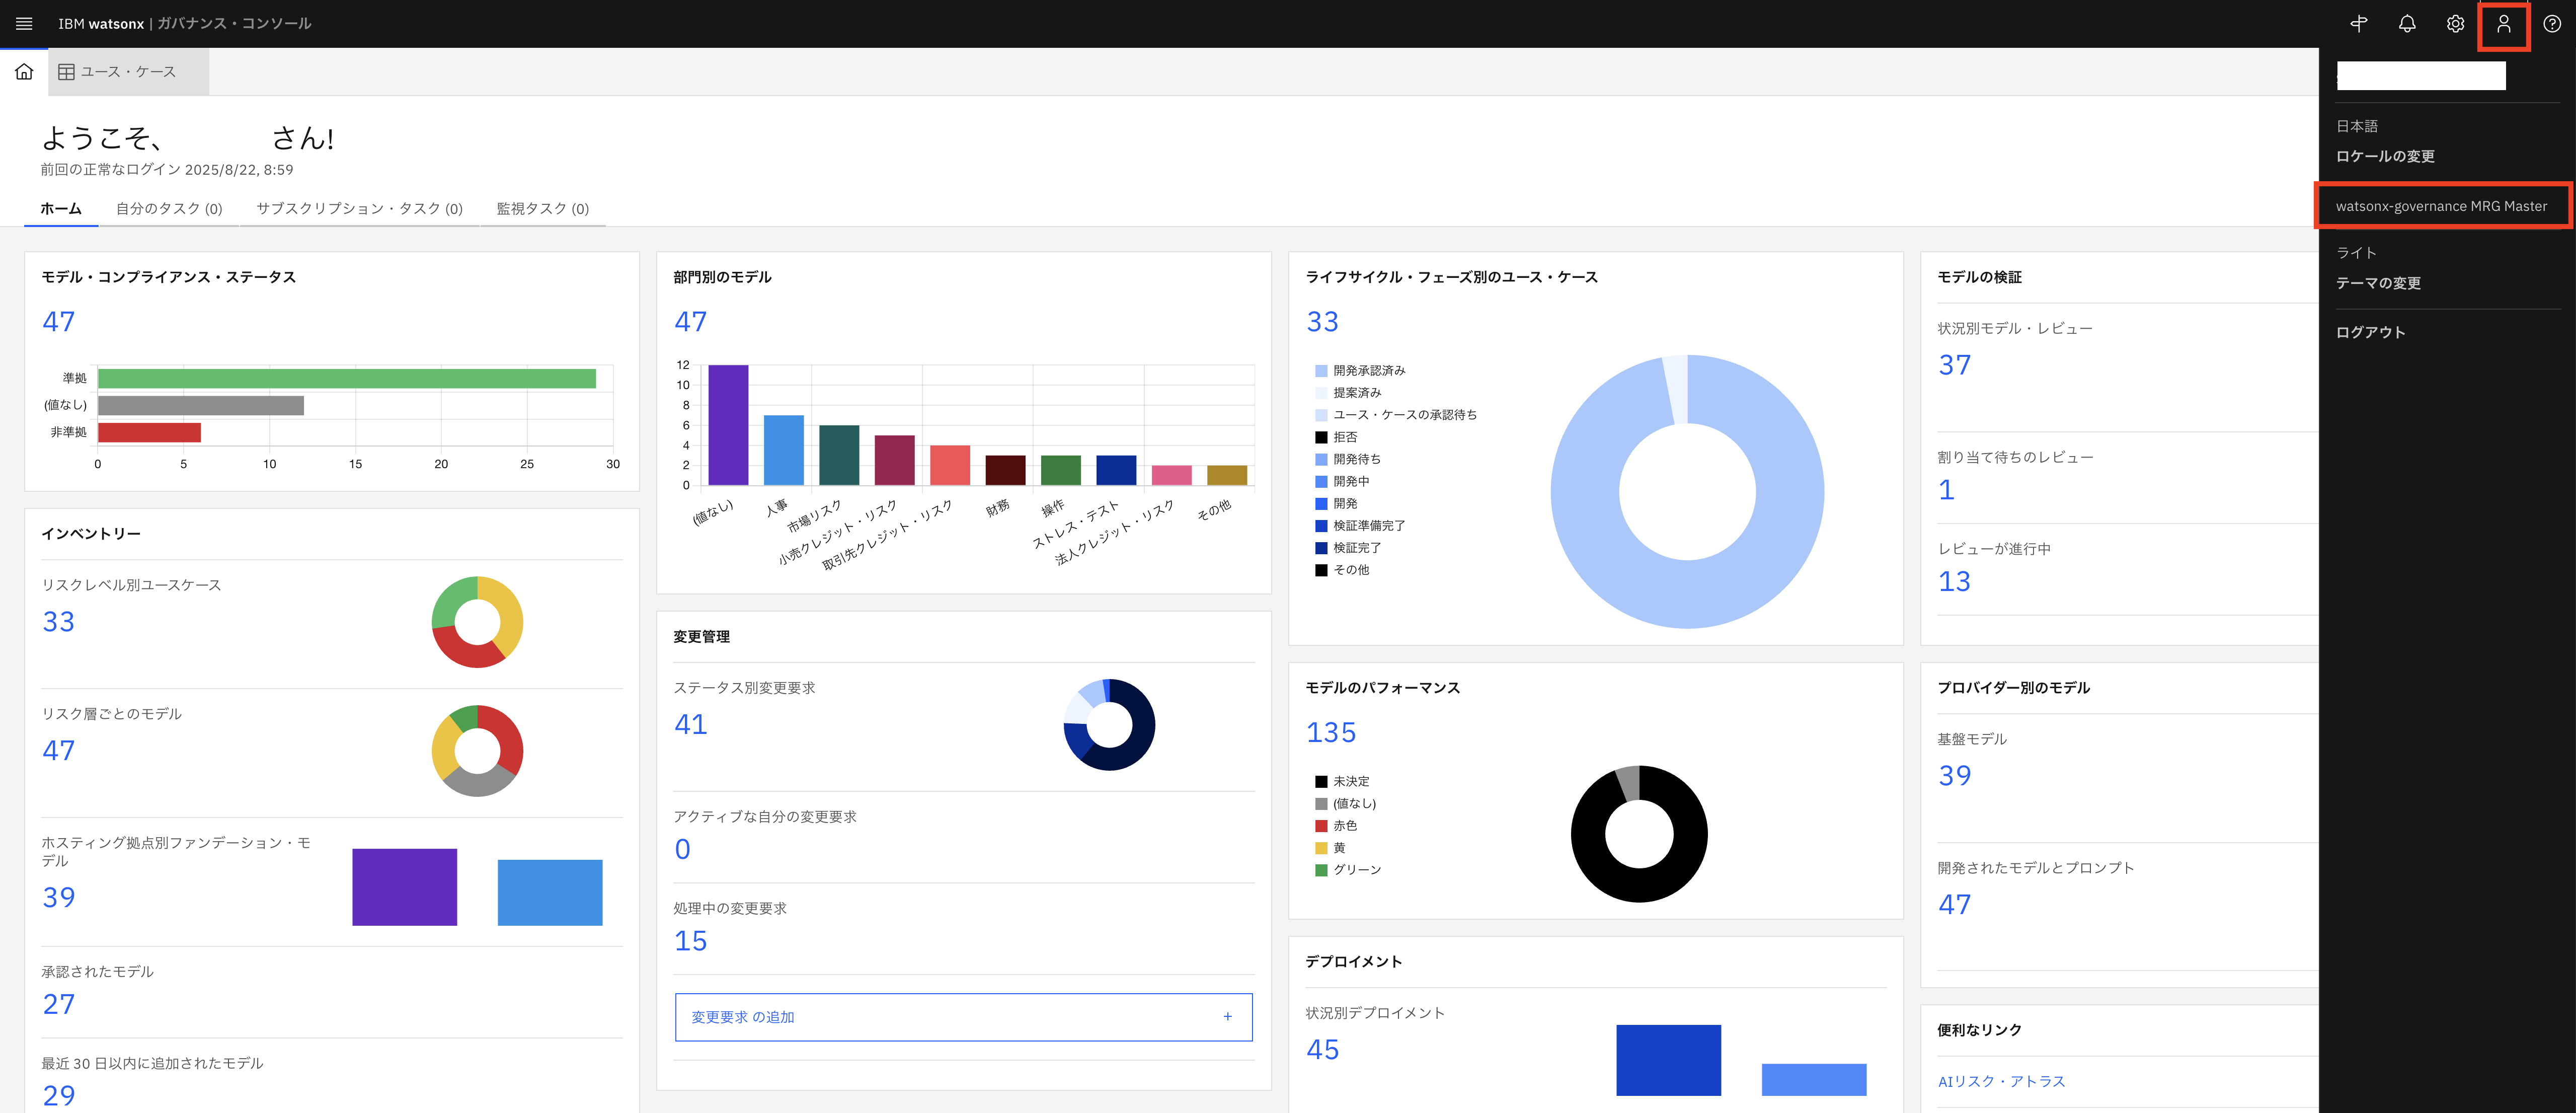 IBM watsonx | ガバナンス・コンソール
ユース・ケース
ようこそ、 さん!
前回の正常なログイン 2025/8/22, 8:59
ホーム
自分のタスク (0)
サブスクリプション・タスク (0)
監視タスク (0)
モデル・コンプライアンス・ステータス
47
準拠
(値なし)
非準拠
0 5 10 15 20 25 30
インベントリー
リスクレベル別ユースケース
33
リスク層ごとのモデル
47
ホスティング拠点別ファンデーション・モ
デル
39
承認されたモデル
27
最近 30 日以内に追加されたモデル
29
部門別のモデル
47
12
10
8
6
4
2
0
(値なし)
人事
市場リスク
小売クレジット・リスク
取引先クレジット・リスク
財務
操作
ストレス・テスト
法人クレジット・リスク
その他
変更管理
ステータス別変更要求
41
アクティブな自分の変更要求
0
処理中の変更要求
15
変更要求 の追加 +
ライフサイクル・フェーズ別のユース・ケース
33
開発承認済み
提案済み
ユース・ケースの承認待ち
拒否
開発待ち
開発中
開発
検証準備完了
検証完了
その他
モデルのパフォーマンス
135
未決定
(値なし)
赤色
黄
グリーン
デプロイメント
状況別デプロイメント
45
モデルの検証
状況別モデル・レビュー
37
割り当て待ちのレビュー
1
レビューが進行中
13
プロバイダー別のモデル
基盤モデル
39
開発されたモデルとプロンプト
47
便利なリンク
AIリスク・アトラス
日本語
ロケールの変更
watsonx-governance MRG Master
ライト
テーマの変更
ログアウト